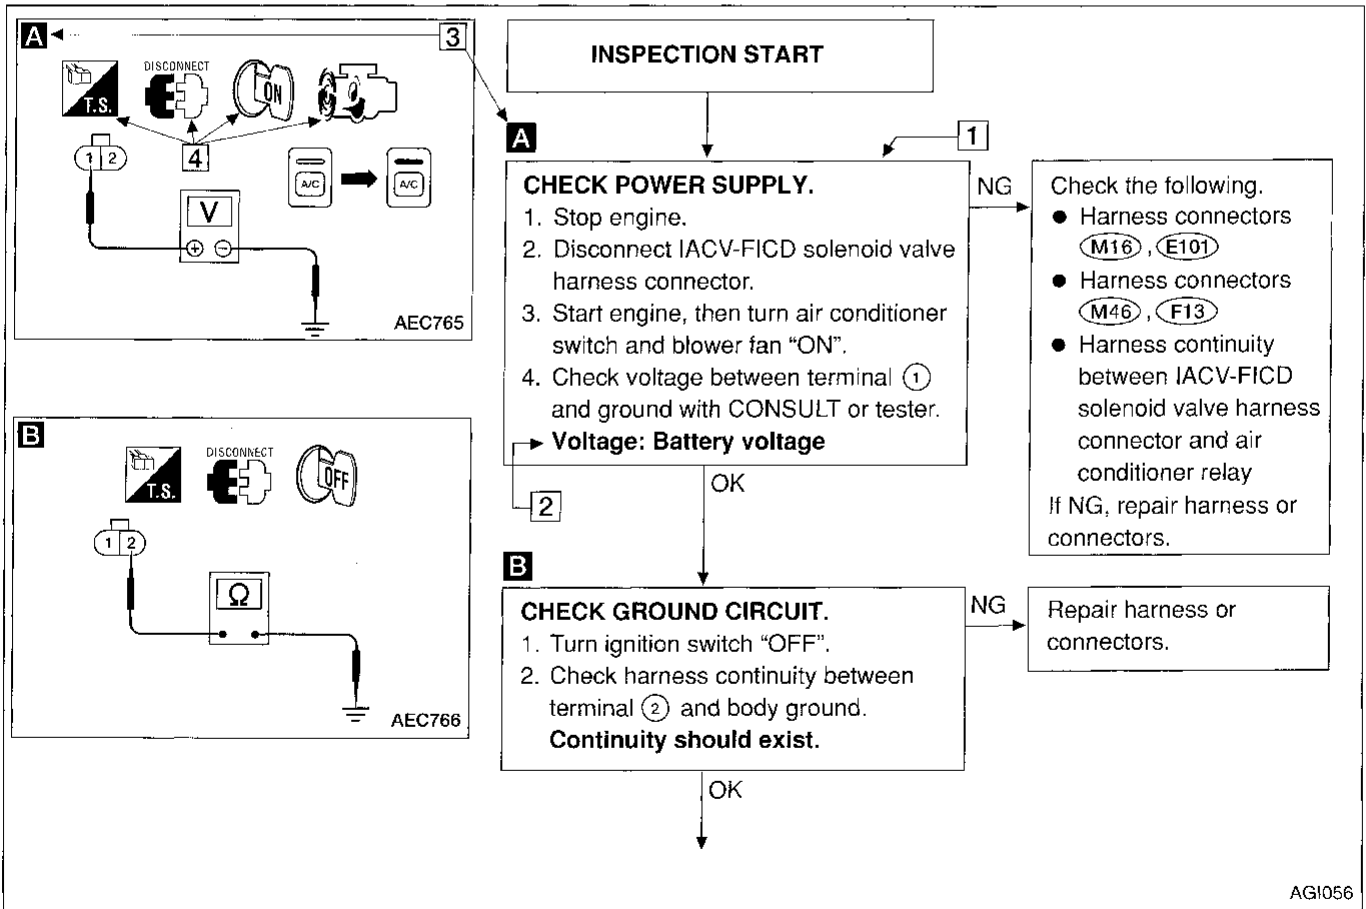 A
3
T.S.
DISCONNECT
ON
4
1 2
A/C
A/C
V
+ −
AEC765
B
T.S.
DISCONNECT
OFF
1 2
Ω
AEC766
INSPECTION START
A
1
CHECK POWER SUPPLY.
1. Stop engine.
2. Disconnect IACV-FICD solenoid valve
harness connector.
3. Start engine, then turn air conditioner
switch and blower fan “ON”.
4. Check voltage between terminal ①
and ground with CONSULT or tester.
Voltage: Battery voltage
2
NG
Check the following.
● Harness connectors
M16, E101
● Harness connectors
M46, F13
● Harness continuity
between IACV-FICD
solenoid valve harness
connector and air
conditioner relay
If NG, repair harness or
connectors.
OK
B
CHECK GROUND CIRCUIT.
1. Turn ignition switch “OFF”.
2. Check harness continuity between
terminal ② and body ground.
Continuity should exist.
NG
Repair harness or
connectors.
OK
AGI056